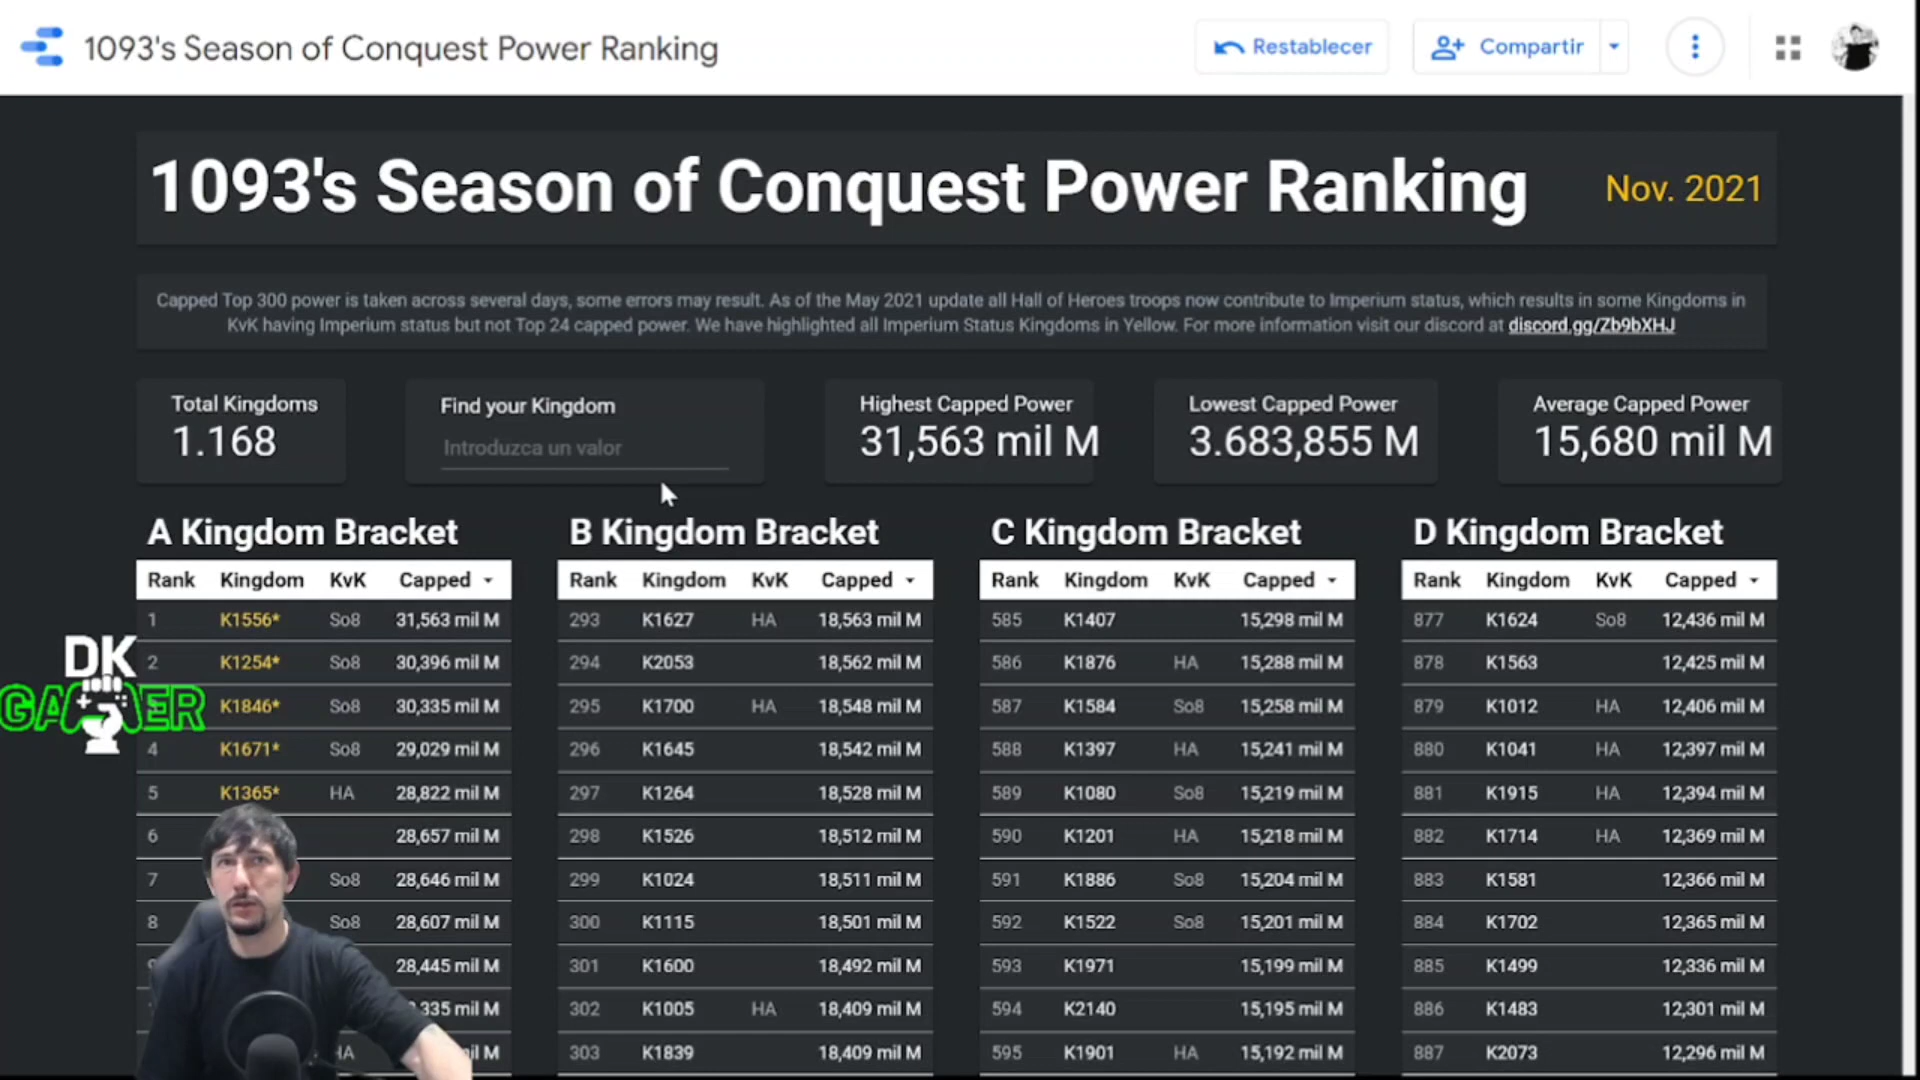 1093's Season of Conquest Power Ranking
Restablecer
Compartir
1093's Season of Conquest Power Ranking
Nov. 2021
Capped Top 300 power is taken across several days, some errors may result. As of the May 2021 update all Hall of Heroes troops now contribute to Imperium status, which results in some Kingdoms in
KvK having Imperium status but not Top 24 capped power. We have highlighted all Imperium Status Kingdoms in Yellow. For more information visit our discord at discord.gg/Zb9bXHJ
Total Kingdoms
1.168
Find your Kingdom
Introduzca un valor
Highest Capped Power
31,563 mil M
Lowest Capped Power
3.683,855 M
Average Capped Power
15,680 mil M
A Kingdom Bracket
Rank Kingdom KvK Capped
1 K1556* So8 31,563 mil M
2 K1254* So8 30,396 mil M
K1846* So8 30,335 mil M
4 K1671* So8 29,029 mil M
5 K1365* HA 28,822 mil M
6 28,657 mil M
7 So8 28,646 mil M
8 So8 28,607 mil M
28,445 mil M
335 mil M
HA il M
B Kingdom Bracket
Rank Kingdom KvK Capped
293 K1627 HA 18,563 mil M
294 K2053 18,562 mil M
295 K1700 HA 18,548 mil M
296 K1645 18,542 mil M
297 K1264 18,528 mil M
298 K1526 18,512 mil M
299 K1024 18,511 mil M
300 K1115 18,501 mil M
301 K1600 18,492 mil M
302 K1005 HA 18,409 mil M
303 K1839 18,409 mil M
C Kingdom Bracket
Rank Kingdom KvK Capped
585 K1407 15,298 mil M
586 K1876 HA 15,288 mil M
587 K1584 So8 15,258 mil M
588 K1397 HA 15,241 mil M
589 K1080 So8 15,219 mil M
590 K1201 HA 15,218 mil M
591 K1886 So8 15,204 mil M
592 K1522 So8 15,201 mil M
593 K1971 15,199 mil M
594 K2140 15,195 mil M
595 K1901 HA 15,192 mil M
D Kingdom Bracket
Rank Kingdom KvK Capped
877 K1624 So8 12,436 mil M
878 K1563 12,425 mil M
879 K1012 HA 12,406 mil M
880 K1041 HA 12,397 mil M
881 K1915 HA 12,394 mil M
882 K1714 HA 12,369 mil M
883 K1581 12,366 mil M
884 K1702 12,365 mil M
885 K1499 12,336 mil M
886 K1483 12,301 mil M
887 K2073 12,296 mil M
DK
GAMER